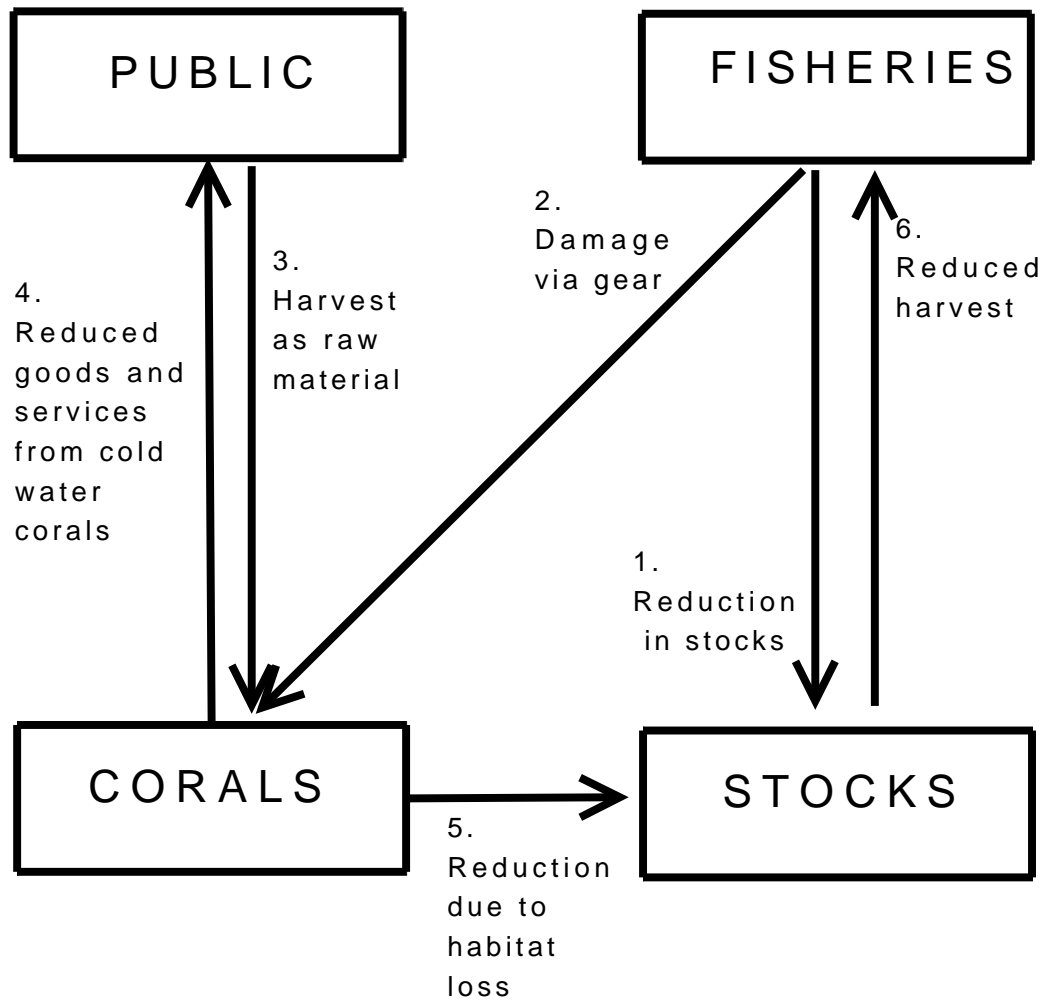 PUBLIC
FISHERIES
2.
Damage
via gear
6.
Reduced
harvest
3.
Harvest
as raw
material
4.
Reduced
goods and
services
from cold
water
corals
1.
Reduction
in stocks
CORALS
STOCKS
5.
Reduction
due to
habitat
loss